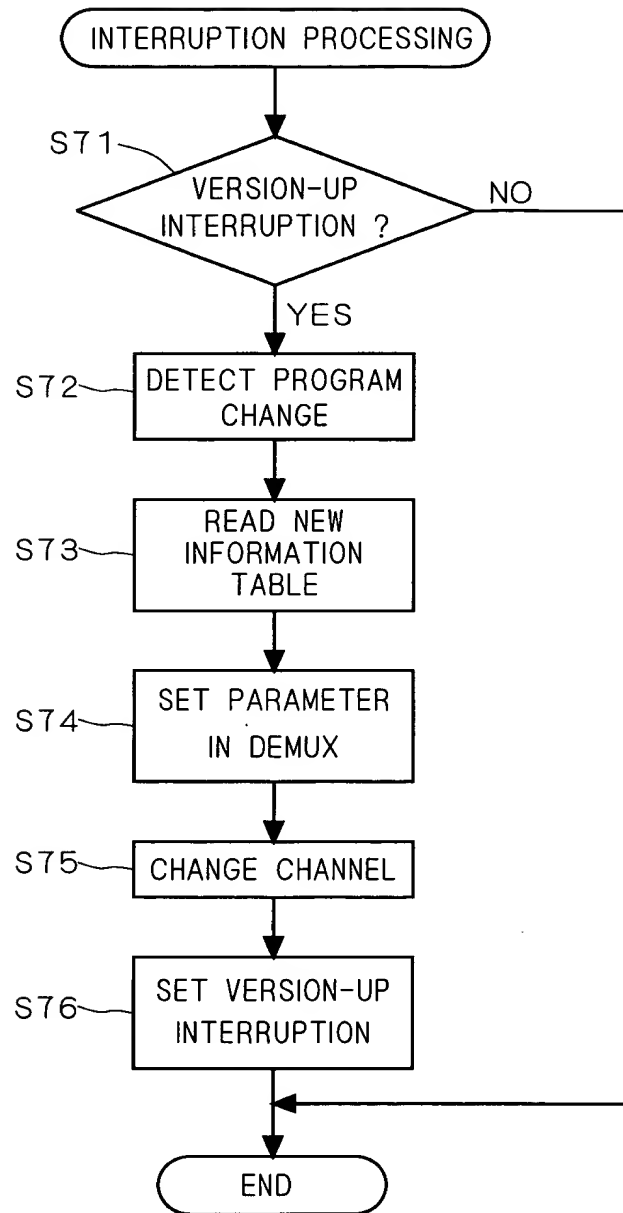 INTERRUPTION PROCESSING
S71
VERSION-UP
INTERRUPTION ?
NO
YES
S72
DETECT PROGRAM
CHANGE
S73
READ NEW
INFORMATION
TABLE
S74
SET PARAMETER
IN DEMUX
S75
CHANGE CHANNEL
S76
SET VERSION-UP
INTERRUPTION
END